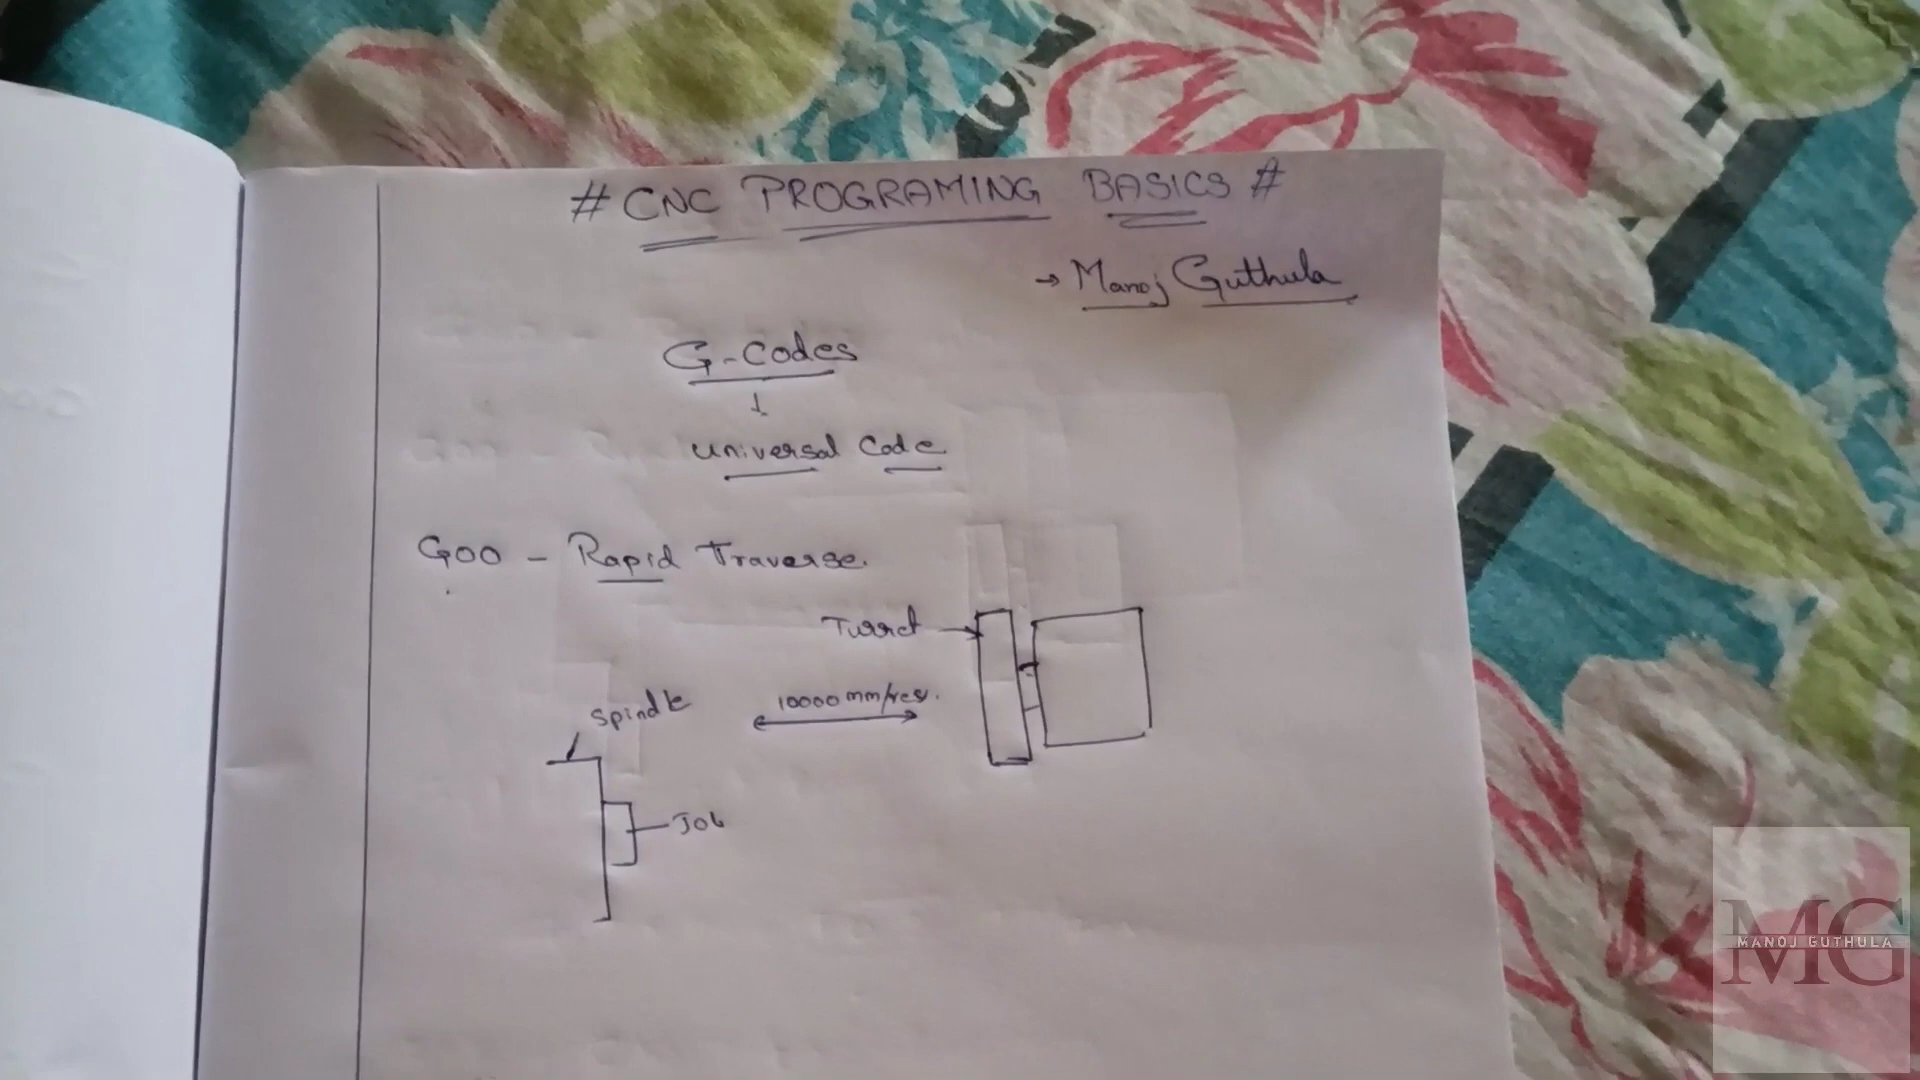 # CNC PROGRAMING BASICS #
→ Manoj Guthula
G-Codes
↓
Universal Code
G00 - Rapid Traverse.
Turret
Spindle
10000 mm/rev.
Job
MG
MANOJ GUTHULA